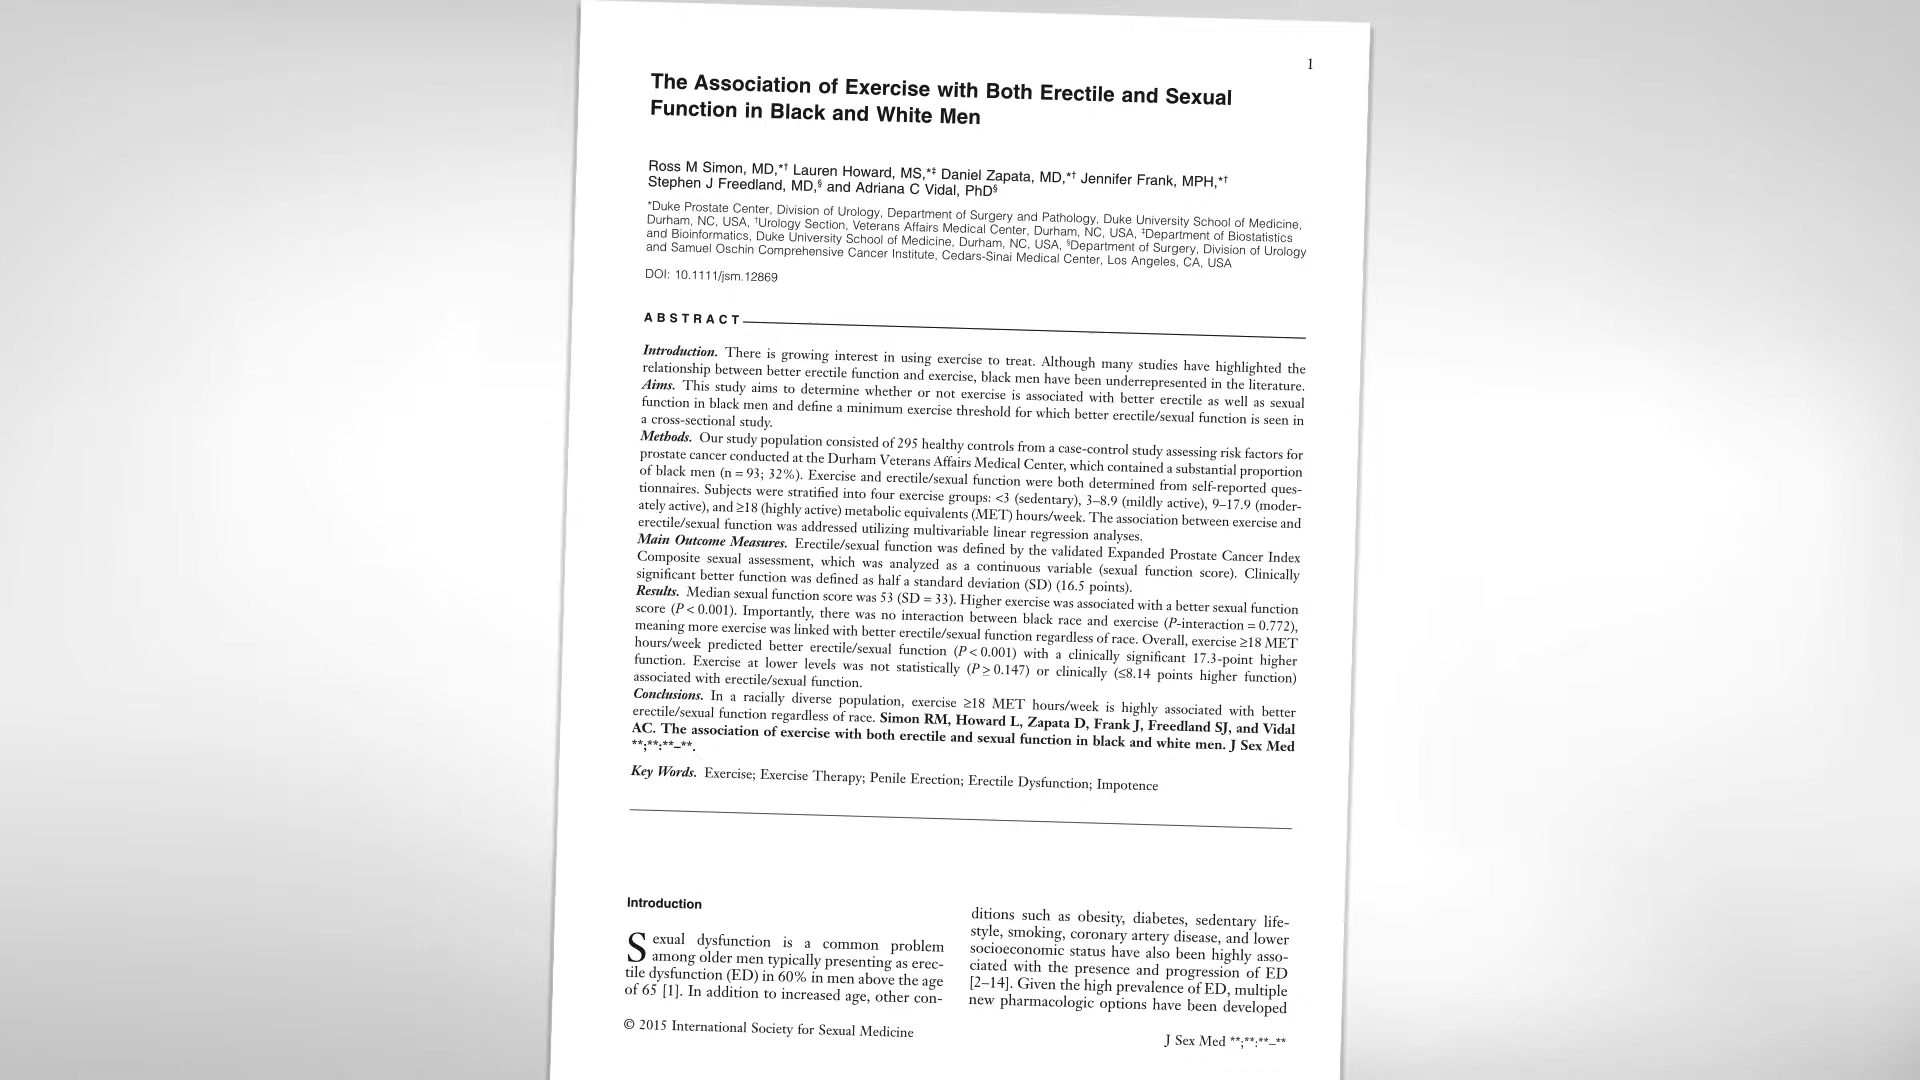 1
The Association of Exercise with Both Erectile and Sexual
Function in Black and White Men
Ross M Simon, MD,*† Lauren Howard, MS,*‡ Daniel Zapata, MD,*† Jennifer Frank, MPH,*†
Stephen J Freedland, MD,§ and Adriana C Vidal, PhD§
*Duke Prostate Center, Division of Urology, Department of Surgery and Pathology, Duke University School of Medicine,
Durham, NC, USA, †Urology Section, Veterans Affairs Medical Center, Durham, NC, USA, ‡Department of Biostatistics
and Bioinformatics, Duke University School of Medicine, Durham, NC, USA, §Department of Surgery, Division of Urology
and Samuel Oschin Comprehensive Cancer Institute, Cedars-Sinai Medical Center, Los Angeles, CA, USA
DOI: 10.1111/jsm.12869
ABSTRACT
Introduction. There is growing interest in using exercise to treat. Although many studies have highlighted the
relationship between better erectile function and exercise, black men have been underrepresented in the literature.
Aims. This study aims to determine whether or not exercise is associated with better erectile as well as sexual
function in black men and define a minimum exercise threshold for which better erectile/sexual function is seen in
a cross-sectional study.
Methods. Our study population consisted of 295 healthy controls from a case-control study assessing risk factors for
prostate cancer conducted at the Durham Veterans Affairs Medical Center, which contained a substantial proportion
of black men (n = 93; 32%). Exercise and erectile/sexual function were both determined from self-reported ques-
tionnaires. Subjects were stratified into four exercise groups: <3 (sedentary), 3–8.9 (mildly active), 9–17.9 (moder-
ately active), and ≥18 (highly active) metabolic equivalents (MET) hours/week. The association between exercise and
erectile/sexual function was addressed utilizing multivariable linear regression analyses.
Main Outcome Measures. Erectile/sexual function was defined by the validated Expanded Prostate Cancer Index
Composite sexual assessment, which was analyzed as a continuous variable (sexual function score). Clinically
significant better function was defined as half a standard deviation (SD) (16.5 points).
Results. Median sexual function score was 53 (SD = 33). Higher exercise was associated with a better sexual function
score (P < 0.001). Importantly, there was no interaction between black race and exercise (P-interaction = 0.772),
meaning more exercise was linked with better erectile/sexual function regardless of race. Overall, exercise ≥18 MET
hours/week predicted better erectile/sexual function (P < 0.001) with a clinically significant 17.3-point higher
function. Exercise at lower levels was not statistically (P ≥ 0.147) or clinically (≤8.14 points higher function)
associated with erectile/sexual function.
Conclusions. In a racially diverse population, exercise ≥18 MET hours/week is highly associated with better
erectile/sexual function regardless of race. Simon RM, Howard L, Zapata D, Frank J, Freedland SJ, and Vidal
AC. The association of exercise with both erectile and sexual function in black and white men. J Sex Med
**;**:**–**.
Key Words. Exercise; Exercise Therapy; Penile Erection; Erectile Dysfunction; Impotence
Introduction
Sexual dysfunction is a common problem
among older men typically presenting as erec-
tile dysfunction (ED) in 60% in men above the age
of 65 [1]. In addition to increased age, other con-
ditions such as obesity, diabetes, sedentary life-
style, smoking, coronary artery disease, and lower
socioeconomic status have also been highly asso-
ciated with the presence and progression of ED
[2–14]. Given the high prevalence of ED, multiple
new pharmacologic options have been developed
© 2015 International Society for Sexual Medicine
J Sex Med **;**:**–**